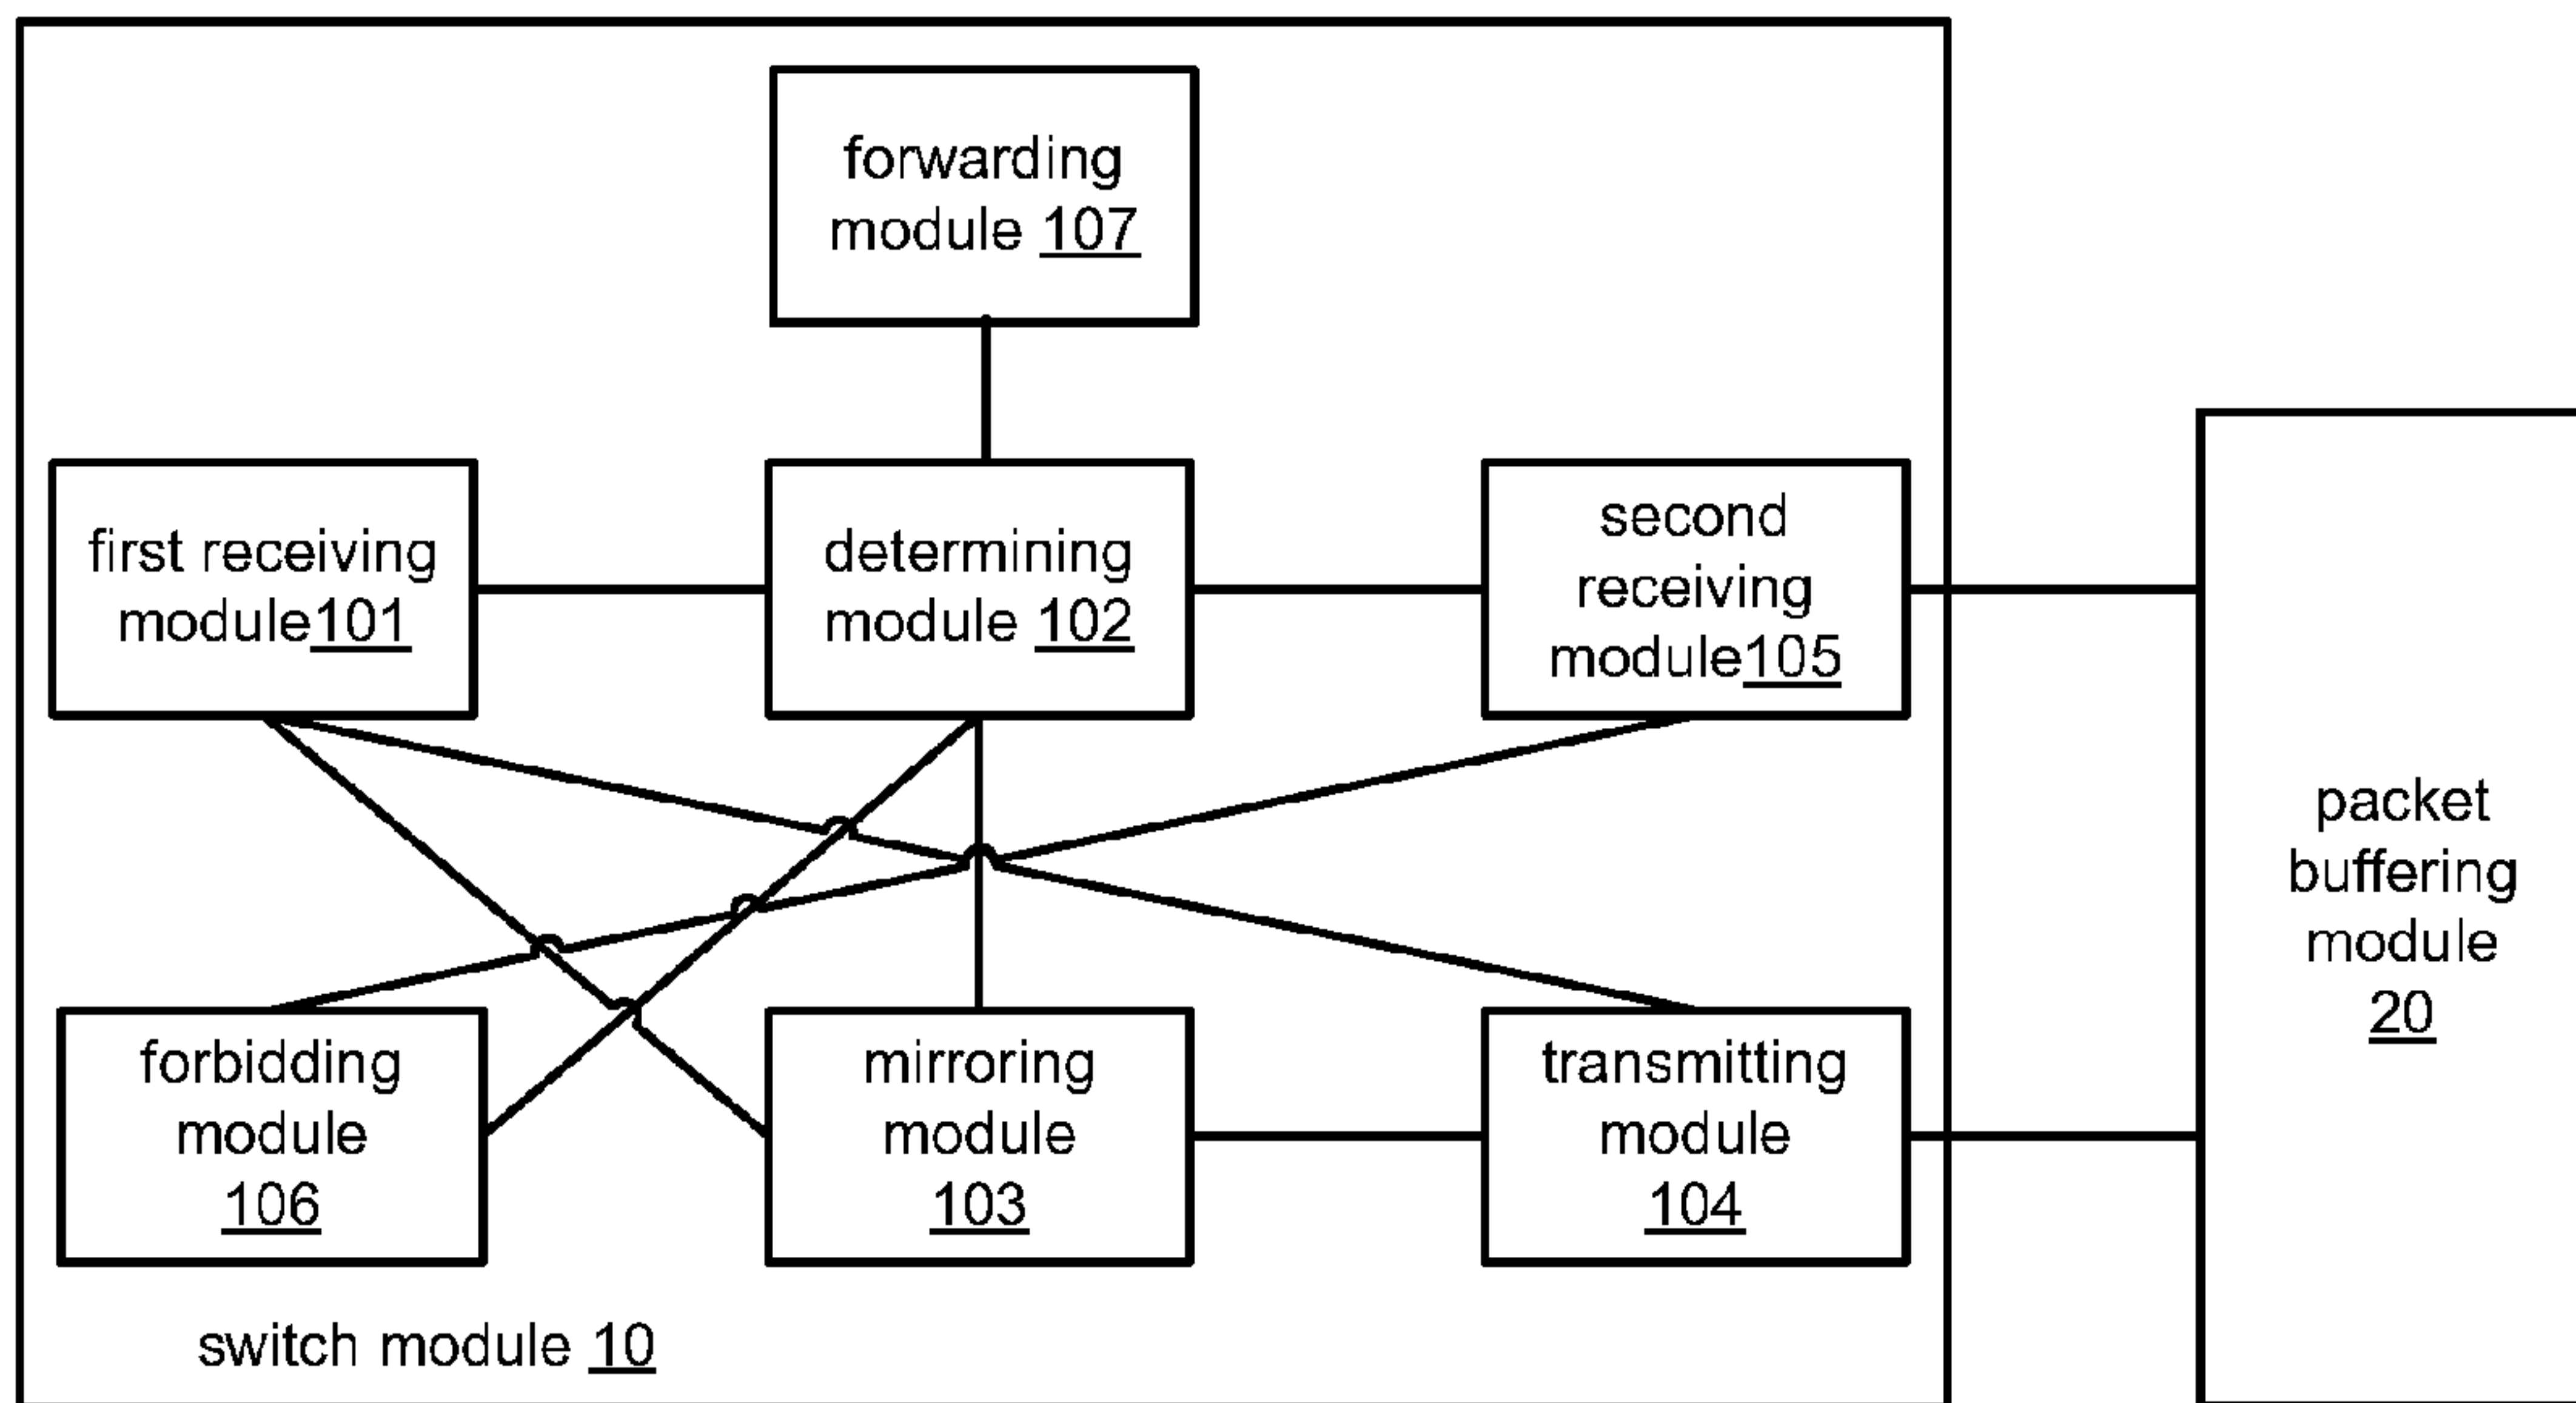 forwarding
module 107
first receiving
module101
determining
module 102
second
receiving
module105
packet
buffering
module
20
forbidding
module
106
mirroring
module
103
transmitting
module
104
switch module 10